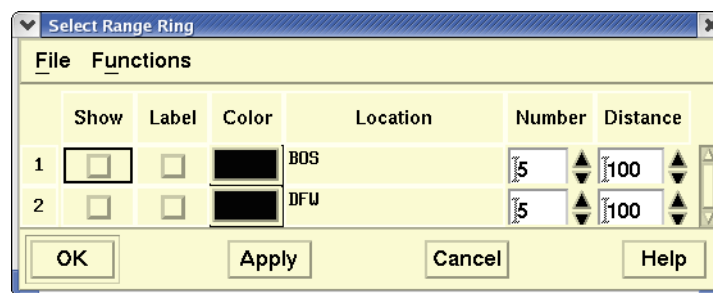 Select Range Ring
File Functions
Show Label Color Location Number Distance
1 BOS 5 100
2 DFW 5 100
OK Apply Cancel Help